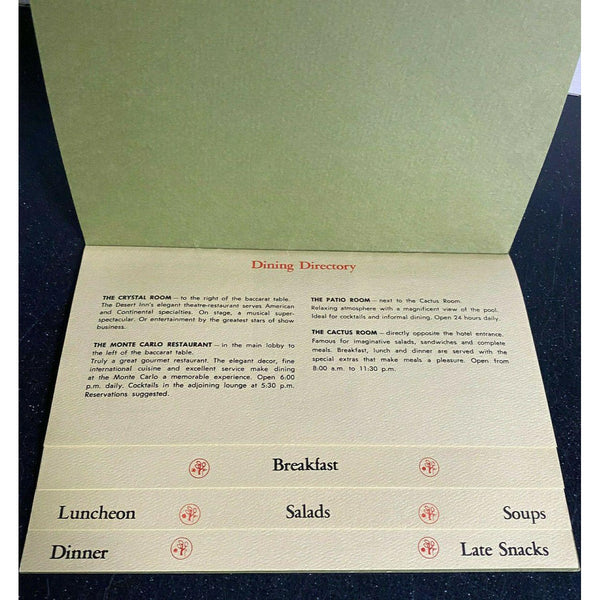 Dining Directory
THE CRYSTAL ROOM — to the right of the baccarat table.
The Desert Inn's elegant theatre-restaurant serves American
and Continental specialties. On stage, a musical super-
spectacular. Or entertainment by the greatest stars of show
business.
THE MONTE CARLO RESTAURANT — in the main lobby to
the left of the baccarat table.
Truly a great gourmet restaurant. The elegant decor, fine
international cuisine and excellent service make dining
at the Monte Carlo a memorable experience. Open 6:00
p.m. daily. Cocktails in the adjoining lounge at 5:30 p.m.
Reservations suggested.
THE PATIO ROOM — next to the Cactus Room.
Relaxing atmosphere with a magnificent view of the pool.
Ideal for cocktails and informal dining. Open 24 hours daily.
THE CACTUS ROOM — directly opposite the hotel entrance.
Famous for imaginative salads, sandwiches and complete
meals. Breakfast, lunch and dinner are served with the
special extras that make meals a pleasure. Open from
8:00 a.m. to 11:30 p.m.
Breakfast
Luncheon Salads Soups
Dinner Late Snacks